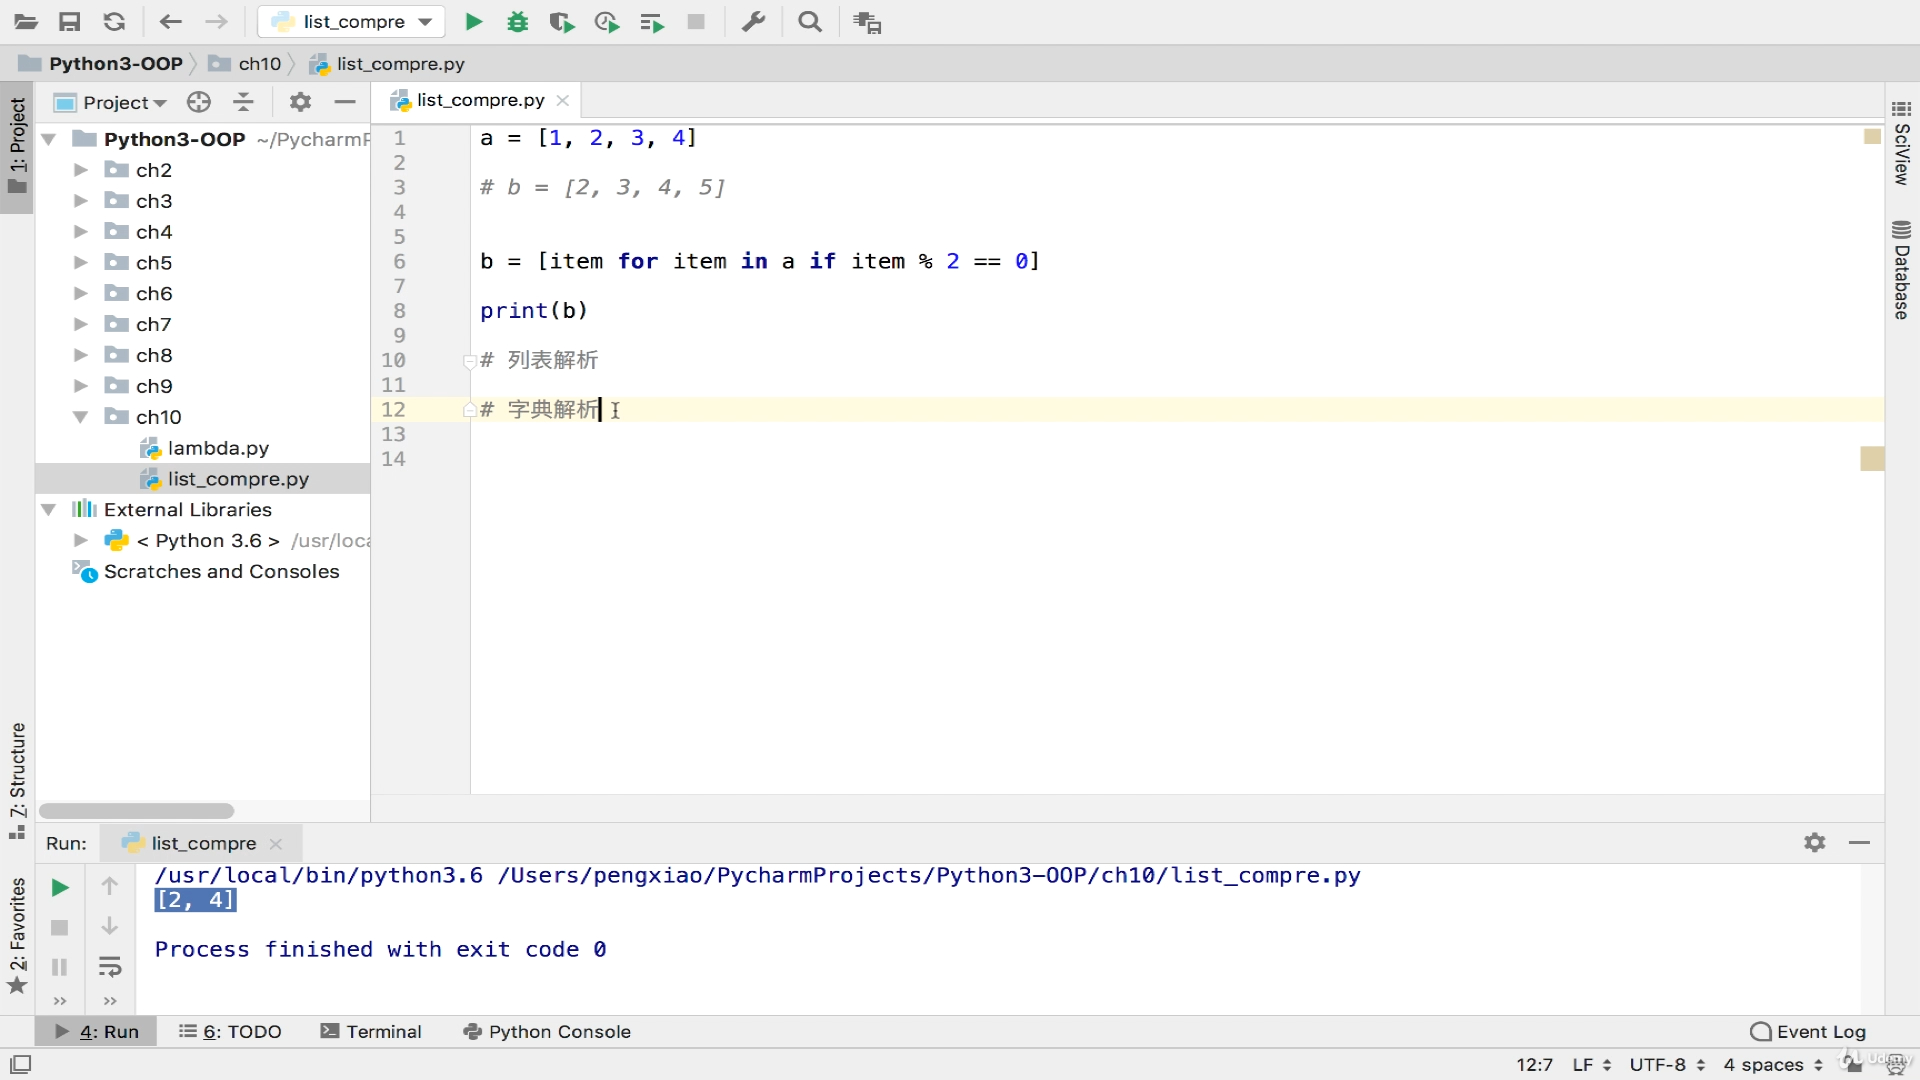 list_compre
Python3-OOP
ch10
list_compre.py
1: Project
Project
list_compre.py
Python3-OOP ~/PycharmP
ch2
ch3
ch4
ch5
ch6
ch7
ch8
ch9
ch10
lambda.py
list_compre.py
External Libraries
< Python 3.6 > /usr/loca
Scratches and Consoles
1 a = [1, 2, 3, 4]
2
3 # b = [2, 3, 4, 5]
4
5
6 b = [item for item in a if item % 2 == 0]
7
8 print(b)
9
10 # 列表解析
11
12 # 字典解析
13
14
SciView
Database
Z: Structure
2: Favorites
Run:
list_compre
/usr/local/bin/python3.6 /Users/pengxiao/PycharmProjects/Python3-OOP/ch10/list_compre.py
[2, 4]
Process finished with exit code 0
4: Run
6: TODO
Terminal
Python Console
Event Log
12:7
LF
UTF-8
4 spaces
Udemy